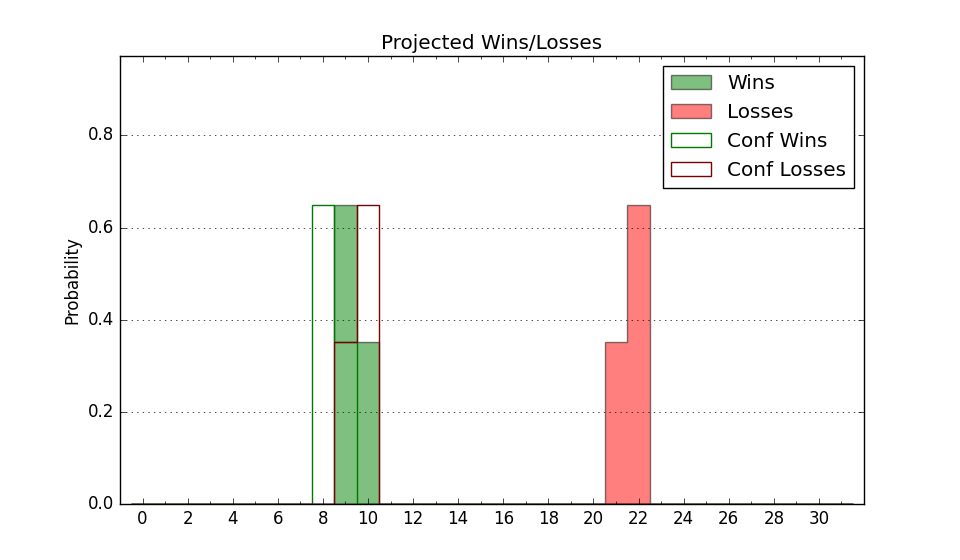 Projected Wins/Losses
Wins
Losses
Conf Wins
Conf Losses
Probability
0.8
0.6
0.4
0.2
0.0
0 2 4 6 8 10 12 14 16 18 20 22 24 26 28 30